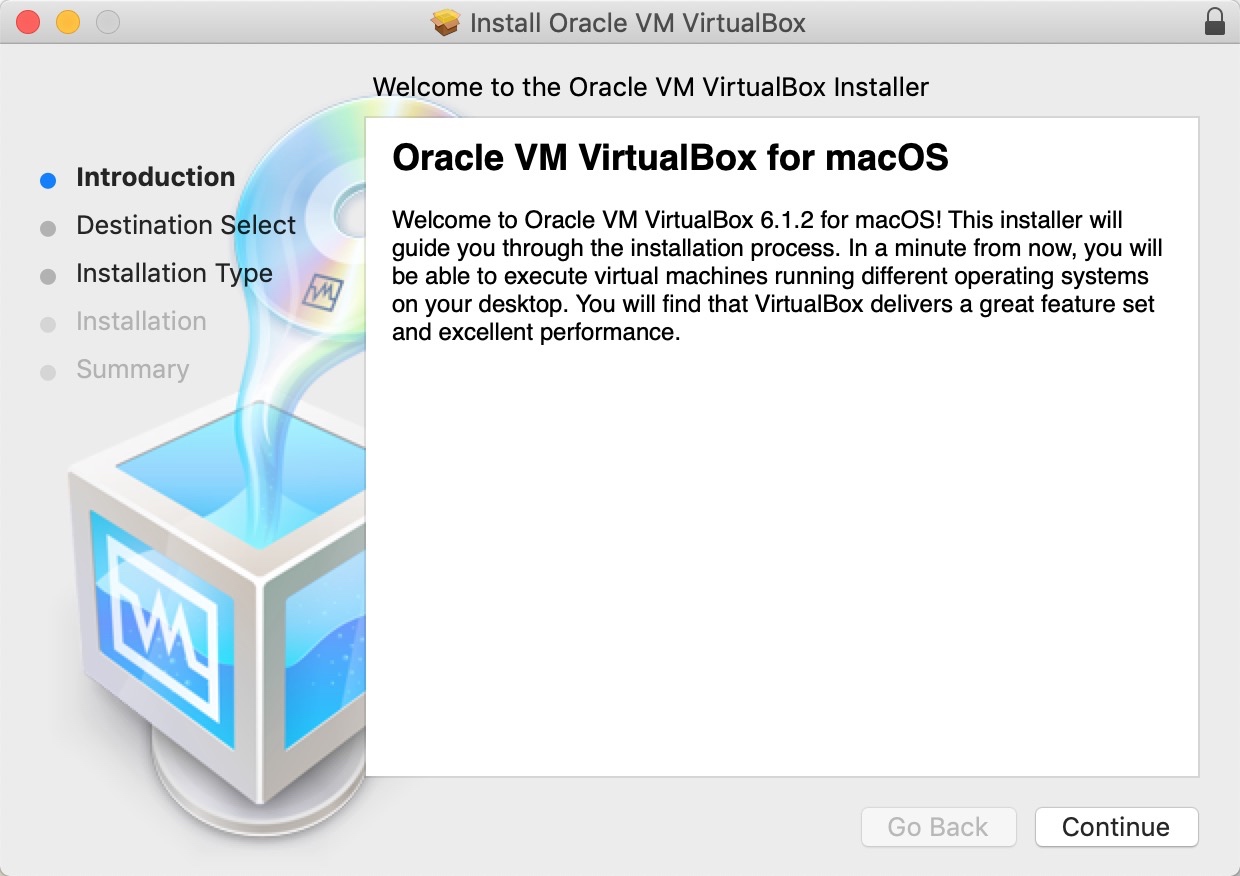 Install Oracle VM VirtualBox
Welcome to the Oracle VM VirtualBox Installer
Introduction
Destination Select
Installation Type
Installation
Summary
Oracle VM VirtualBox for macOS
Welcome to Oracle VM VirtualBox 6.1.2 for macOS! This installer will
guide you through the installation process. In a minute from now, you will
be able to execute virtual machines running different operating systems
on your desktop. You will find that VirtualBox delivers a great feature set
and excellent performance.
VM
VM
Go Back
Continue